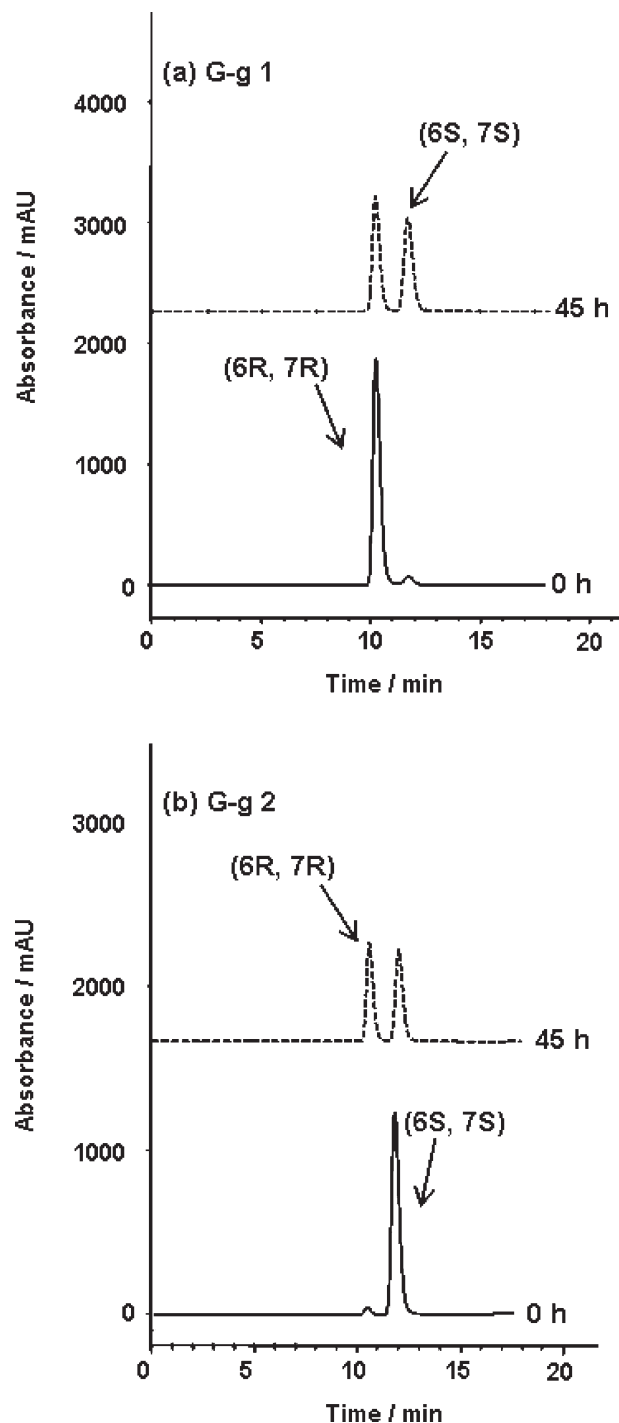 (a) G-g 1
4000
(6S, 7S)
3000
45 h
2000
(6R, 7R)
1000
0
0 h
Absorbance / mAU
0 5 10 15 20
Time / min
(b) G-g 2
3000
(6R, 7R)
2000
45 h
(6S, 7S)
1000
0
0 h
Absorbance / mAU
0 5 10 15 20
Time / min